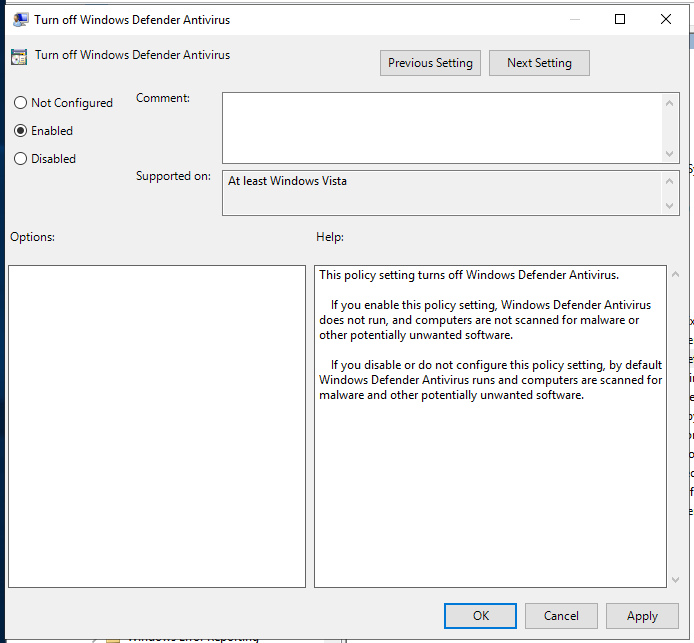 Turn off Windows Defender Antivirus
Turn off Windows Defender Antivirus
Previous Setting
Next Setting
Not Configured
Enabled
Disabled
Comment:
Supported on:
At least Windows Vista
Options:
Help:
This policy setting turns off Windows Defender Antivirus.
If you enable this policy setting, Windows Defender Antivirus
does not run, and computers are not scanned for malware or
other potentially unwanted software.
If you disable or do not configure this policy setting, by default
Windows Defender Antivirus runs and computers are scanned for
malware and other potentially unwanted software.
OK
Cancel
Apply
Windows Error Reporting